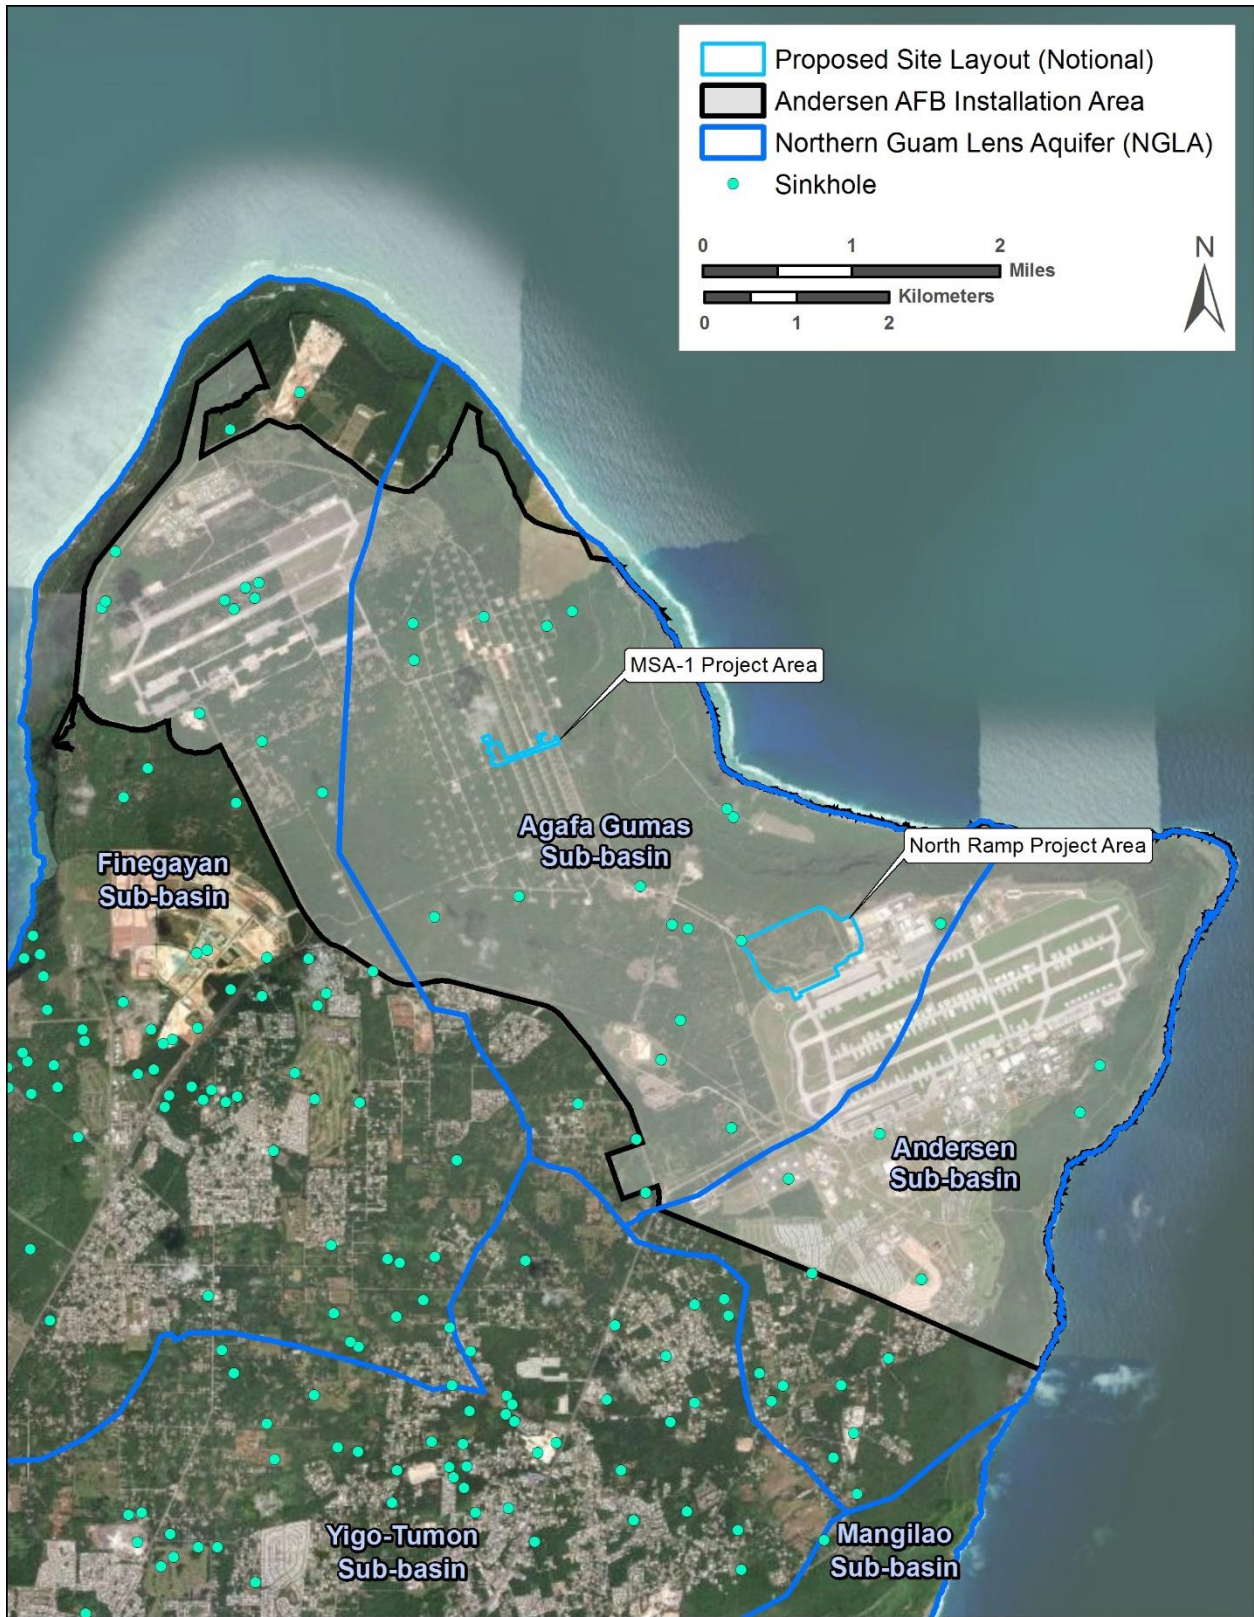 Proposed Site Layout (Notional)
Andersen AFB Installation Area
Northern Guam Lens Aquifer (NGLA)
Sinkhole
0 1 2
Miles
Kilometers
0 1 2
N
MSA-1 Project Area
Agafa Gumas
Sub-basin
North Ramp Project Area
Finegayan
Sub-basin
Andersen
Sub-basin
Yigo-Tumon
Sub-basin
Mangilao
Sub-basin